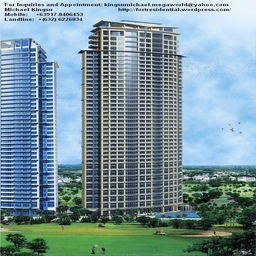 For Inquiries and Appointment; kingsumichael.megaworld@yahoo.com
Michael Kingsu http://fortresidential.wordpress.com/
Mobile: +63917-8406453
Landline: +(632) 6226834